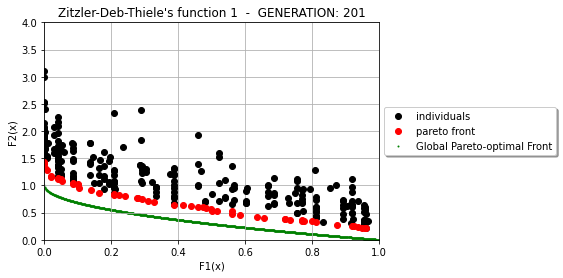 Zitzler-Deb-Thiele's function 1 - GENERATION: 201
4.0
3.5
3.0
2.5
2.0
1.5
1.0
0.5
0.0
F2(x)
0.0 0.2 0.4 0.6 0.8 1.0
F1(x)
individuals
pareto front
Global Pareto-optimal Front